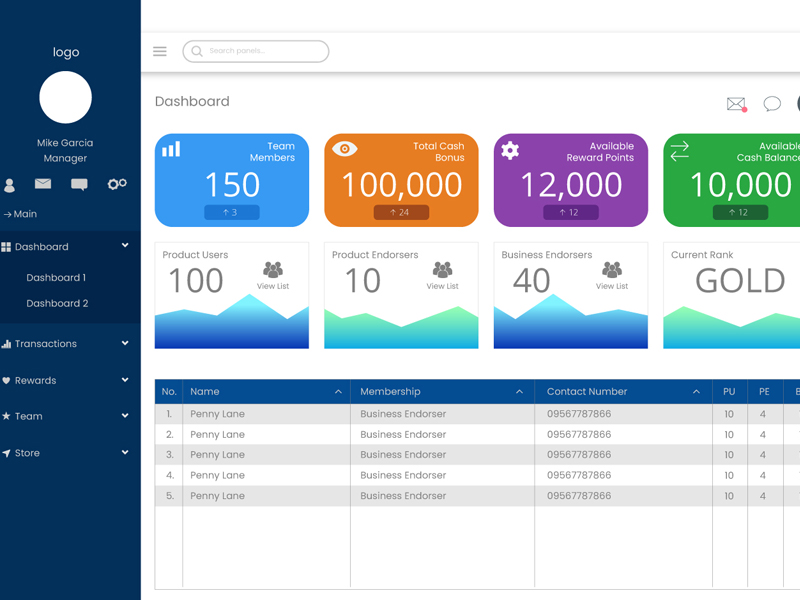 logo
Mike Garcia
Manager
Main
Dashboard
Dashboard 1
Dashboard 2
Transactions
Rewards
Team
Store
Search panels...
Dashboard
Team
Members
150
↑ 3
Total Cash
Bonus
100,000
↑ 24
Available
Reward Points
12,000
↑ 12
Available
Cash Balance
10,000
↑ 12
Product Users
100
View List
Product Endorsers
10
View List
Business Endorsers
40
View List
Current Rank
GOLD
No. Name Membership Contact Number PU PE
1. Penny Lane Business Endorser 09567787866 10 4
2. Penny Lane Business Endorser 09567787866 10 4
3. Penny Lane Business Endorser 09567787866 10 4
4. Penny Lane Business Endorser 09567787866 10 4
5. Penny Lane Business Endorser 09567787866 10 4